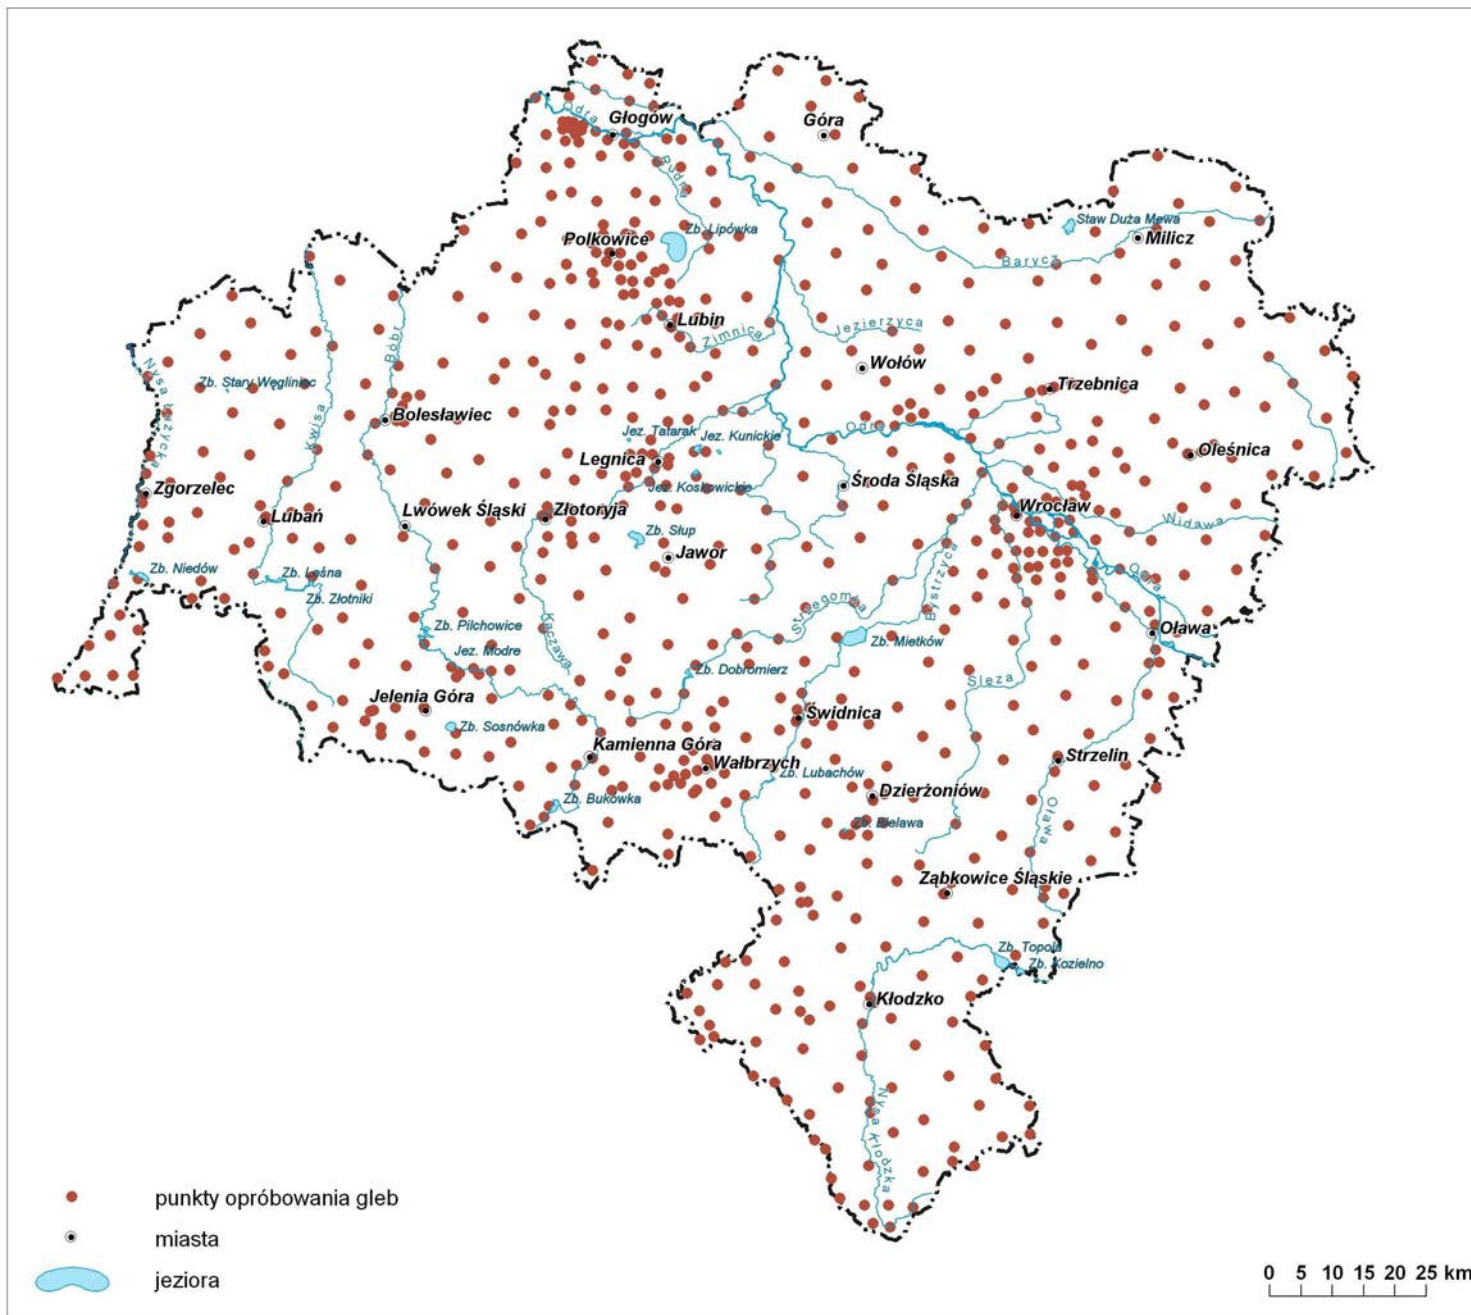 Odra
Głogów
Góra
Rudna
Staw Duża Mewa
Milicz
Polkowice
Zb. Lipówka
Barycz
Lubin
Zimnica
Jezierzyca
Bóbr
Wołów
Nysa Łużycka
Zb. Stary Węgliniec
Trzebnica
Kwisa
Bolesławiec
Odra
Jez. Tatarak
Jez. Kunickie
Legnica
Oleśnica
Zgorzelec
Jez. Koskowickie
Środa Śląska
Lubań
Lwówek Śląski
Złotoryja
Wrocław
Widawa
Zb. Słup
Jawor
Zb. Niedów
Zb. Leśna
Zb. Złotniki
Bystrzyca
Odra
Strzegomka
Zb. Pilchowice
Kaczawa
Zb. Mietków
Oława
Jez. Modre
Zb. Dobromierz
Ślęza
Jelenia Góra
Zb. Sosnówka
Świdnica
Kamienna Góra
Wałbrzych
Strzelin
Zb. Lubachów
Zb. Bukówka
Dzierżoniów
Zb. Bielawa
Oława
Ząbkowice Śląskie
Zb. Topola
Zb. Kozielno
Kłodzko
Nysa Kłodzka
punkty opróbowania gleb
miasta
jeziora
0 5 10 15 20 25 km